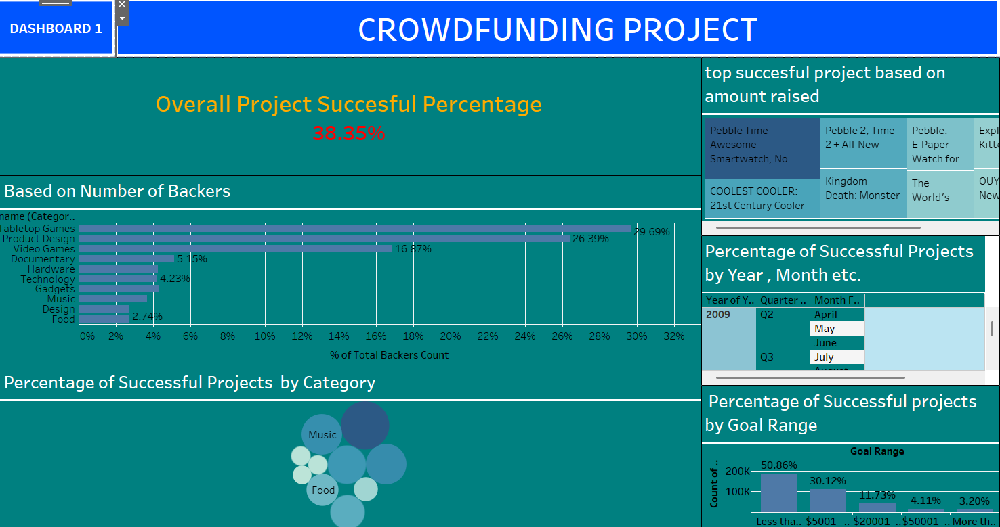 DASHBOARD 1
CROWDFUNDING PROJECT
Overall Project Succesful Percentage
38.35%
top succesful project based on
amount raised
Pebble Time -
Awesome
Smartwatch, No
Pebble 2, Time
2 + All-New
Pebble:
E-Paper
Watch for
Expl
Kitte
COOLEST COOLER:
21st Century Cooler
Kingdom
Death: Monster
The
World's
OUY
New
Based on Number of Backers
name (Categor..
Tabletop Games
29.69%
Product Design
26.39%
Video Games
16.87%
Documentary
5.15%
Hardware
Technology
4.23%
Gadgets
Music
Design
Food
2.74%
0% 2% 4% 6% 8% 10% 12% 14% 16% 18% 20% 22% 24% 26% 28% 30% 32%
% of Total Backers Count
Percentage of Successful Projects
by Year , Month etc.
Year of Y.. Quarter .. Month F..
2009 Q2 April
May
June
Q3 July
August
Percentage of Successful Projects by Category
Music
Food
Percentage of Successful projects
by Goal Range
Goal Range
Count of ..
200K
100K
50.86%
30.12%
11.73%
4.11%
3.20%
Less tha.. $5001 - .. $20001 -.. $50001 -.. More th..